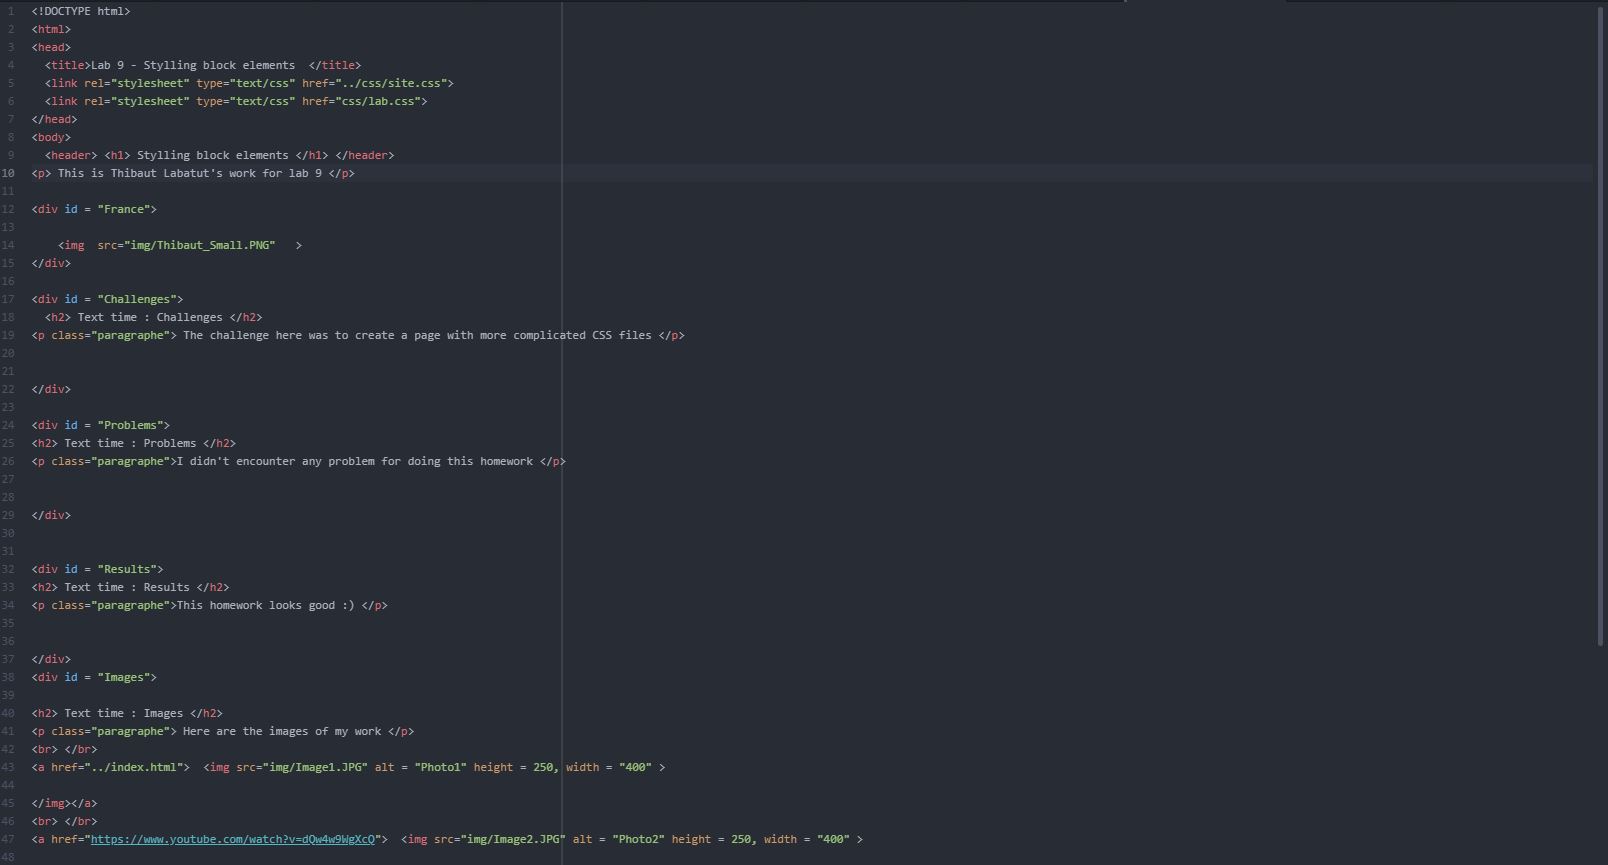 1 <!DOCTYPE html>
2 <html>
3 <head>
4 <title>Lab 9 - Stylling block elements  </title>
5 <link rel="stylesheet" type="text/css" href="../css/site.css">
6 <link rel="stylesheet" type="text/css" href="css/lab.css">
7 </head>
8 <body>
9 <header> <h1> Stylling block elements </h1> </header>
10 <p> This is Thibaut Labatut's work for lab 9 </p>
11
12 <div id = "France">
13
14 <img  src="img/Thibaut_Small.PNG"   >
15 </div>
16
17 <div id = "Challenges">
18 <h2> Text time : Challenges </h2>
19 <p class="paragraphe"> The challenge here was to create a page with more complicated CSS files </p>
20
21
22 </div>
23
24 <div id = "Problems">
25 <h2> Text time : Problems </h2>
26 <p class="paragraphe">I didn't encounter any problem for doing this homework </p>
27
28
29 </div>
30
31
32 <div id = "Results">
33 <h2> Text time : Results </h2>
34 <p class="paragraphe">This homework looks good :) </p>
35
36
37 </div>
38 <div id = "Images">
39
40 <h2> Text time : Images </h2>
41 <p class="paragraphe"> Here are the images of my work </p>
42 <br> </br>
43 <a href="../index.html">  <img src="img/Image1.JPG" alt = "Photo1" height = 250, width = "400" >
44
45 </img></a>
46 <br> </br>
47 <a href="https://www.youtube.com/watch?v=dQw4w9WgXcQ">  <img src="img/Image2.JPG" alt = "Photo2" height = 250, width = "400" >
48